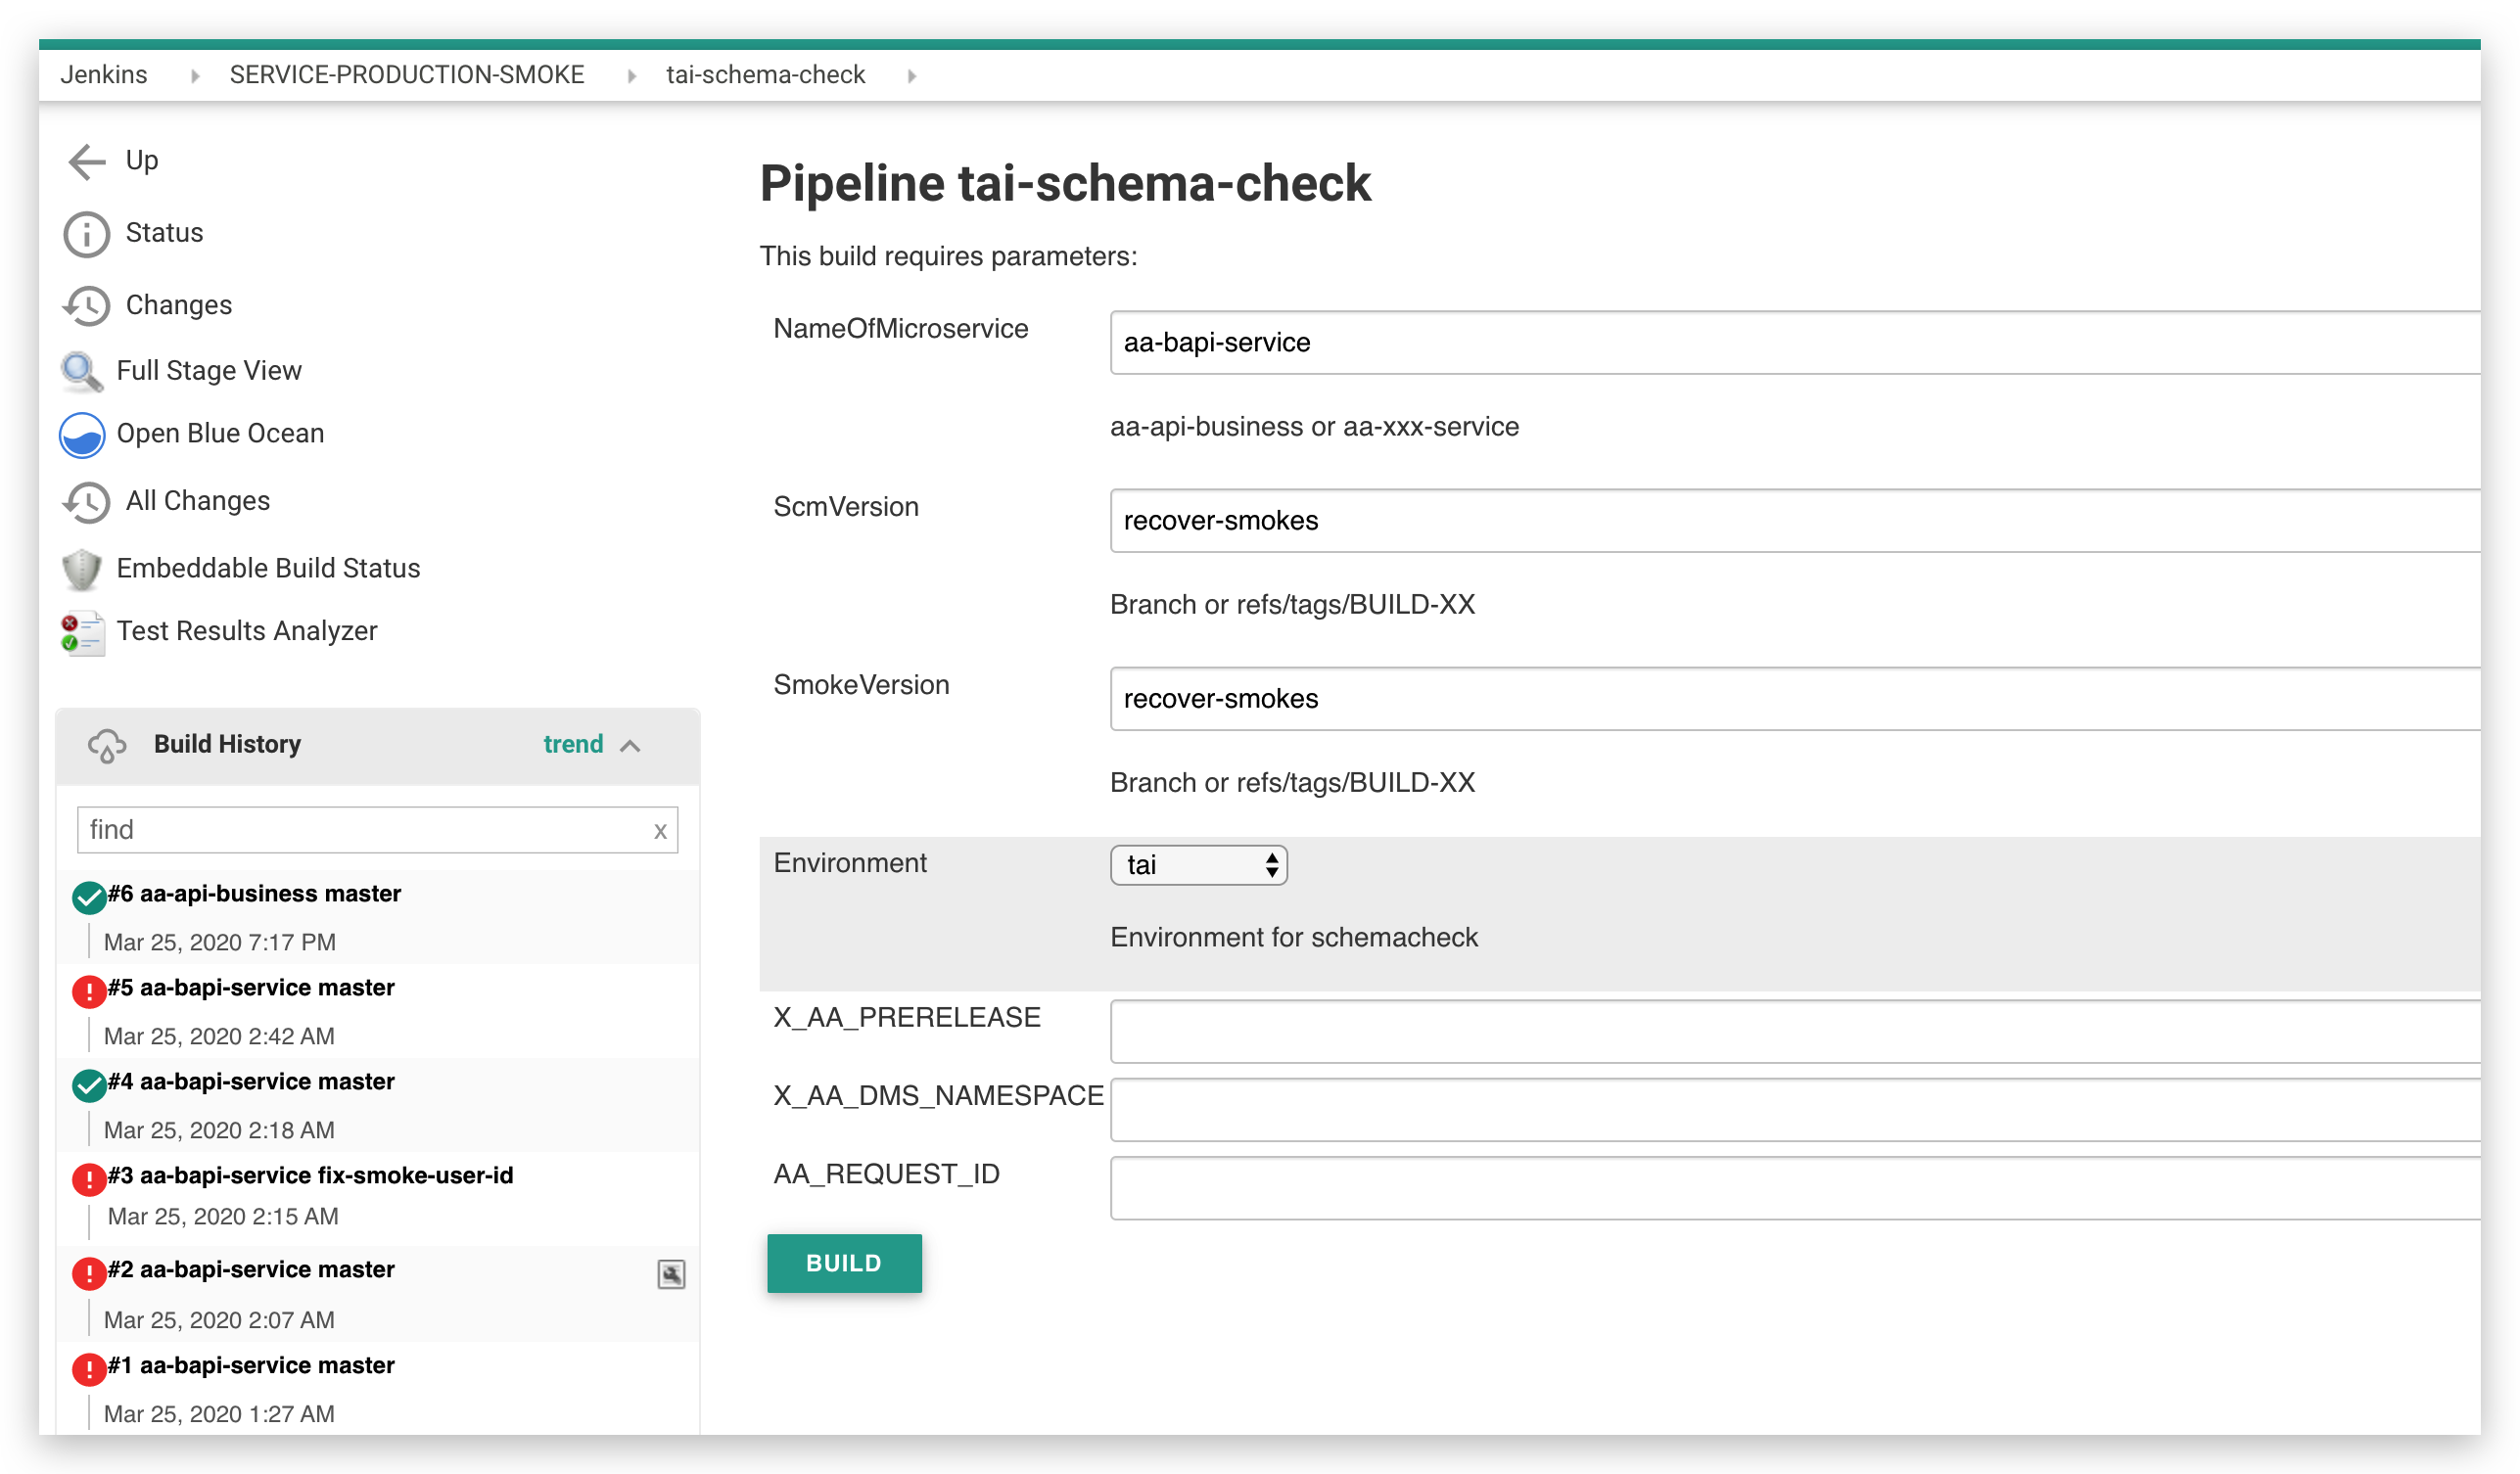 Jenkins SERVICE-PRODUCTION-SMOKE tai-schema-check
Up
Status
Changes
Full Stage View
Open Blue Ocean
All Changes
Embeddable Build Status
Test Results Analyzer
Build History trend
find x
#6 aa-api-business master
Mar 25, 2020 7:17 PM
#5 aa-bapi-service master
Mar 25, 2020 2:42 AM
#4 aa-bapi-service master
Mar 25, 2020 2:18 AM
#3 aa-bapi-service fix-smoke-user-id
Mar 25, 2020 2:15 AM
#2 aa-bapi-service master
Mar 25, 2020 2:07 AM
#1 aa-bapi-service master
Mar 25, 2020 1:27 AM
Pipeline tai-schema-check
This build requires parameters:
NameOfMicroservice aa-bapi-service
aa-api-business or aa-xxx-service
ScmVersion recover-smokes
Branch or refs/tags/BUILD-XX
SmokeVersion recover-smokes
Branch or refs/tags/BUILD-XX
Environment tai
Environment for schemacheck
X_AA_PRERELEASE
X_AA_DMS_NAMESPACE
AA_REQUEST_ID
BUILD